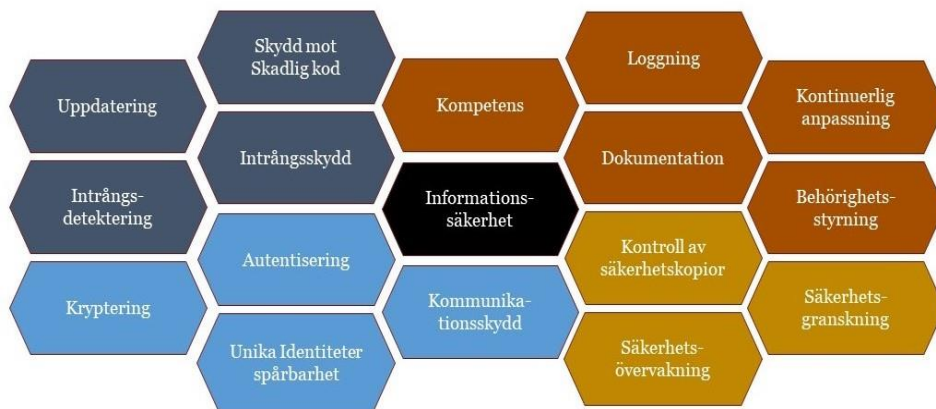 Uppdatering
Intrångs-
detektering
Kryptering
Skydd mot
Skadlig kod
Intrångsskydd
Autentisering
Unika Identiteter
spårbarhet
Kompetens
Informations-
säkerhet
Kommunika-
tionsskydd
Loggning
Dokumentation
Kontroll av
säkerhetskopior
Säkerhets-
övervakning
Kontinuerlig
anpassning
Behörighets-
styrning
Säkerhets-
granskning